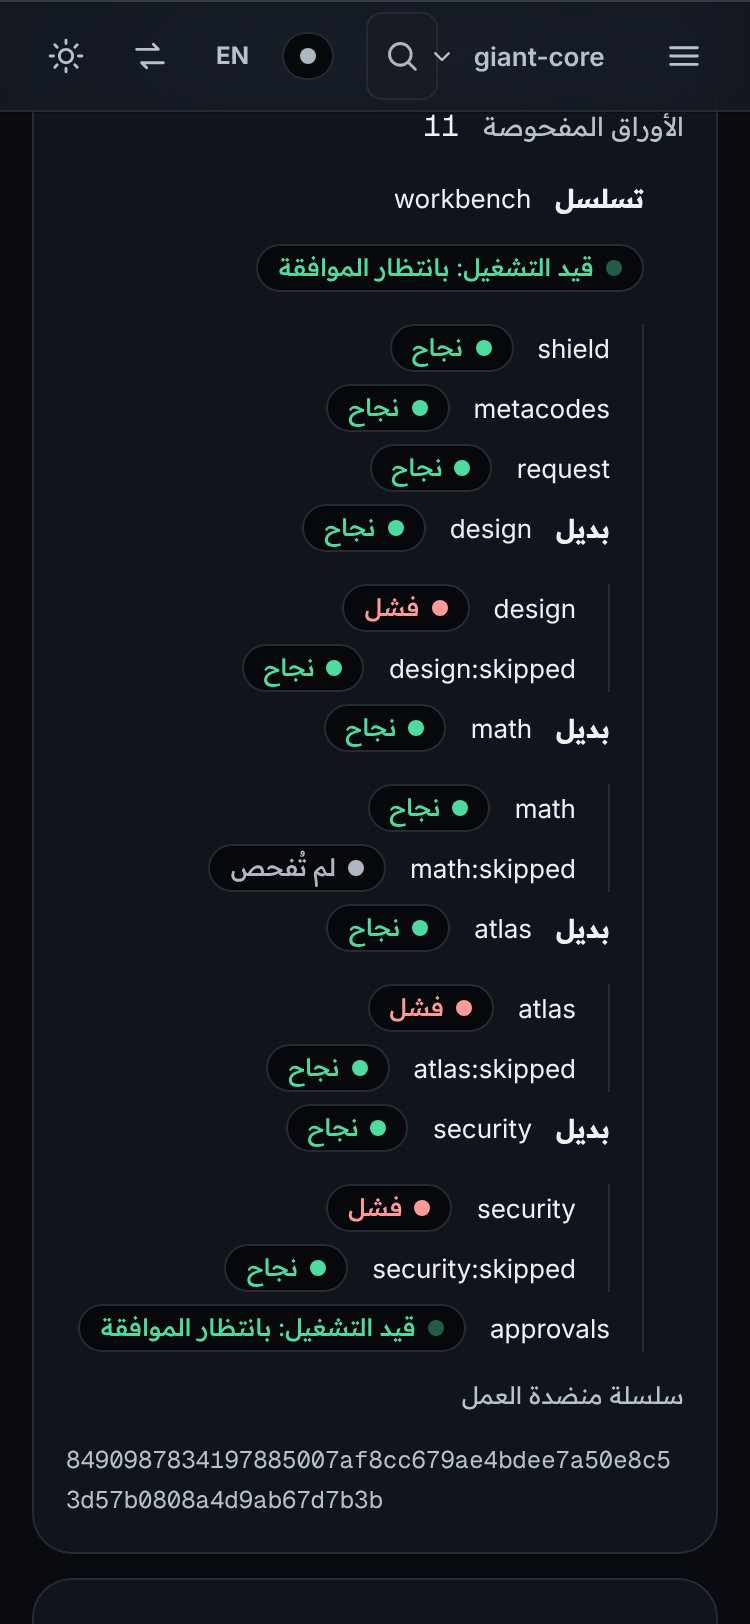 EN giant-core
الأوراق المفحوصة 11
تسلسل workbench
قيد التشغيل: بانتظار الموافقة
shield نجاح
metacodes نجاح
request نجاح
بديل design نجاح
design فشل
design:skipped نجاح
بديل math نجاح
math نجاح
math:skipped لم تُفحص
بديل atlas نجاح
atlas فشل
atlas:skipped نجاح
بديل security نجاح
security فشل
security:skipped نجاح
approvals قيد التشغيل: بانتظار الموافقة
سلسلة منضدة العمل
8490987834197885007af8cc679ae4bdee7a50e8c5
3d57b0808a4d9ab67d7b3b